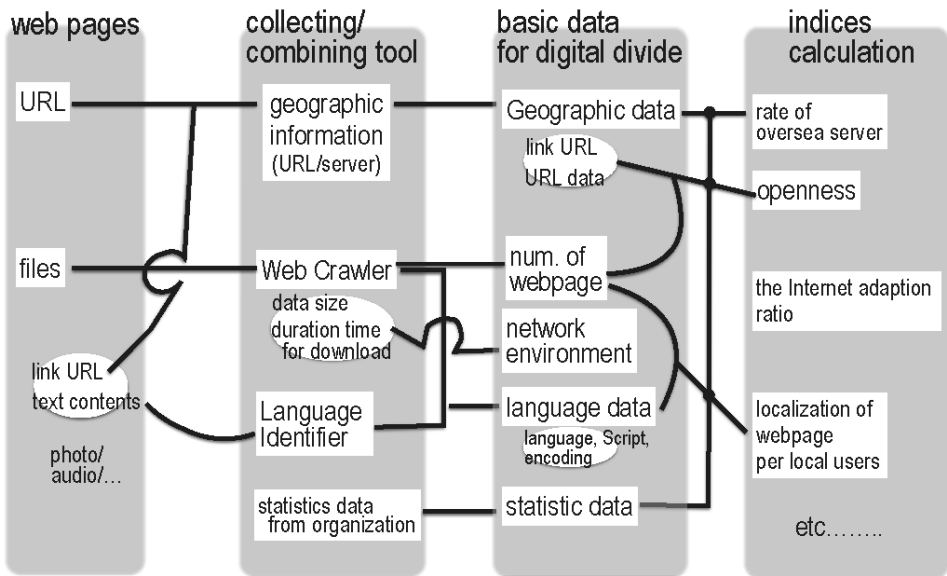 web pages
URL
files
link URL
text contents
photo/
audio/...
collecting/
combining tool
geographic
information
(URL/server)
Web Crawler
data size
duration time
for download
Language
Identifier
statistics data
from organization
basic data
for digital divide
Geographic data
link URL
URL data
num. of
webpage
network
environment
language data
language, Script,
encoding
statistic data
indices
calculation
rate of
oversea server
openness
the Internet adaption
ratio
localization of
webpage
per local users
etc........